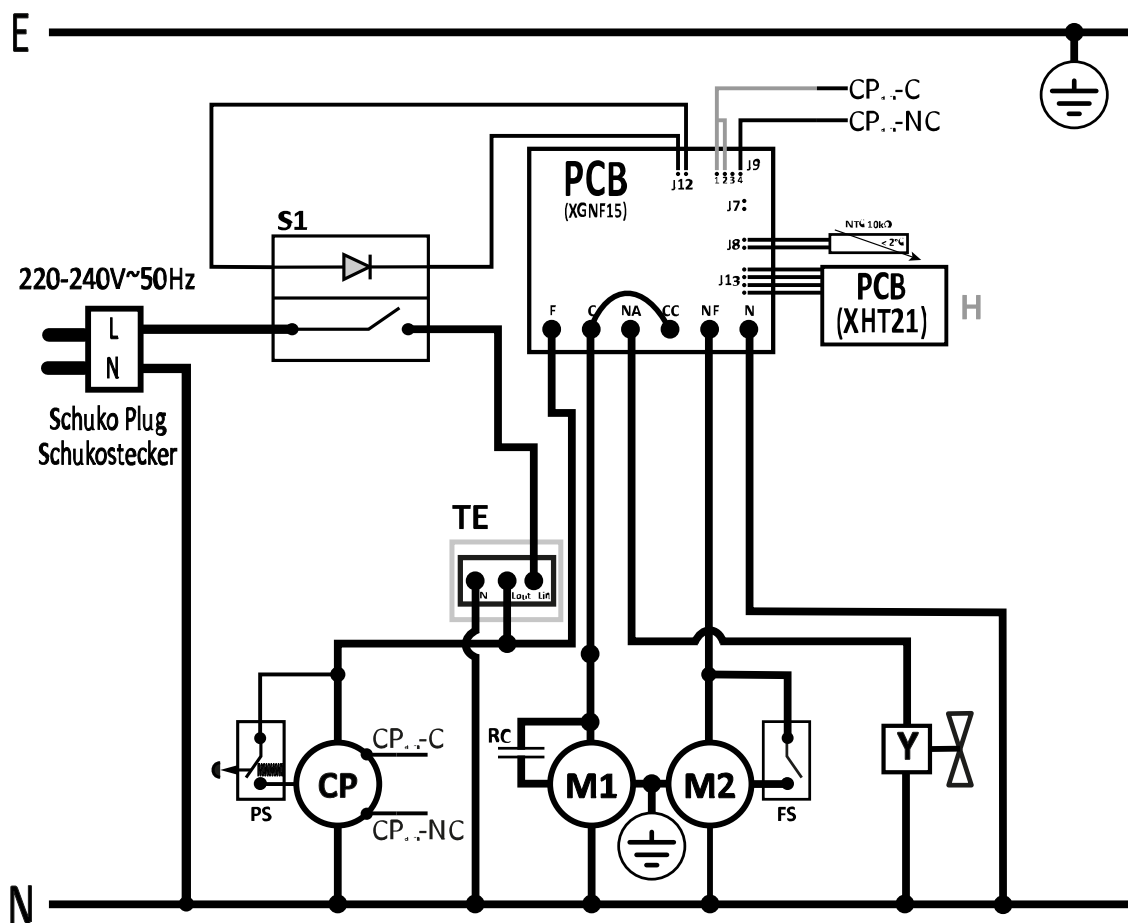 E
CP
-C
CP
-NC
PCB
(XGNF15)
J12
J9
1 2 3 4
J7
S1
J8
NTC 10kΩ
< 2°C
J13
PCB
(XHT21)
H
220-240V~50Hz
L
N
F C NA CC NF N
Schuko Plug
Schukostecker
TE
N Lout Lin
CP
-C
CP
-NC
PS
CP
RC
M1
M2
FS
Y
N